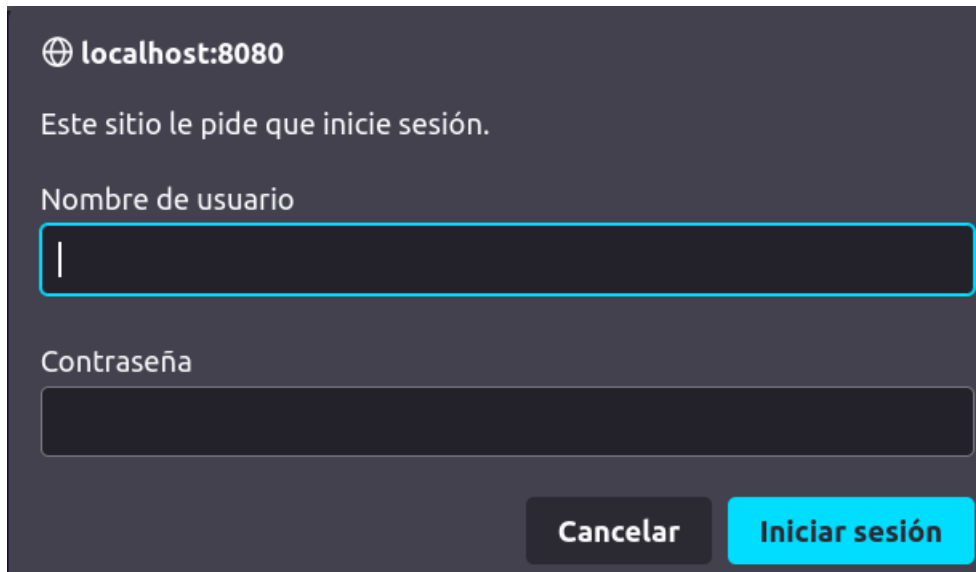 localhost:8080
Este sitio le pide que inicie sesión.
Nombre de usuario
Contraseña
Cancelar Iniciar sesión